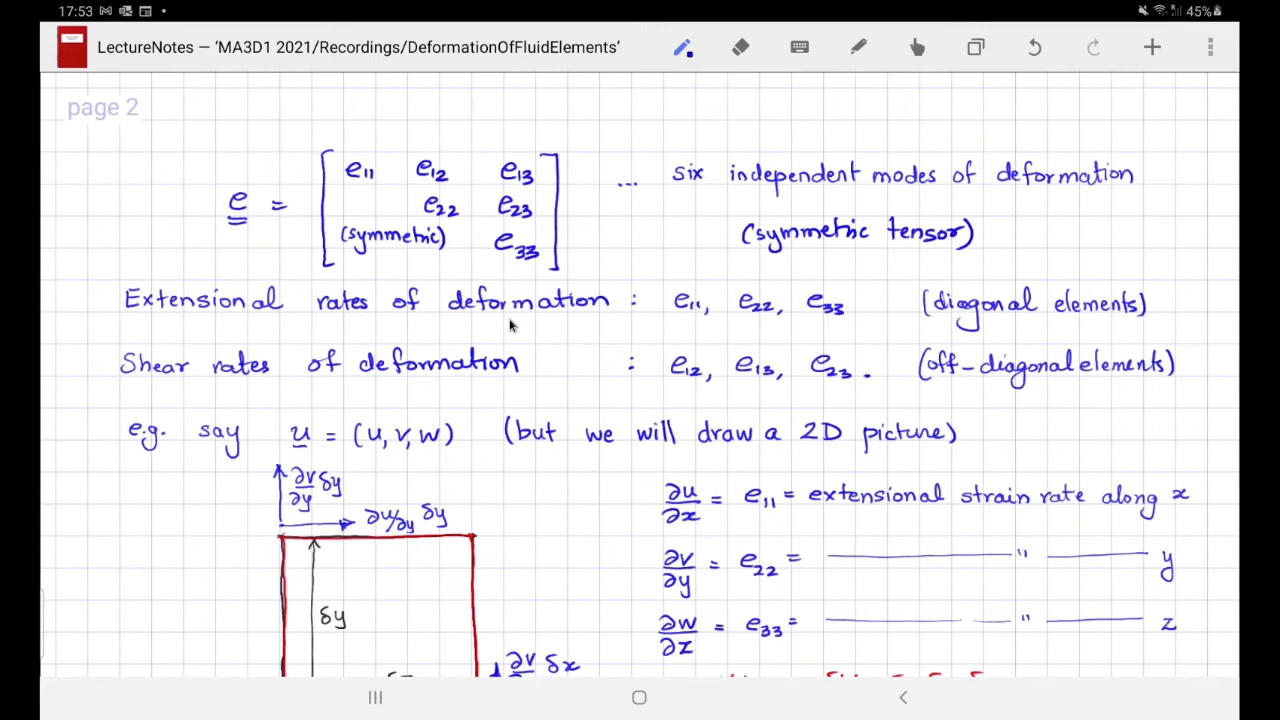 17:53
45%
LectureNotes — ‘MA3D1 2021/Recordings/DeformationOfFluidElements’
page 2
e = [ e11 e12 e13 ... six independent modes of deformation
e22 e23
(symmetric) e33 ] (symmetric tensor)
Extensional rates of deformation : e11, e22, e33 (diagonal elements)
Shear rates of deformation : e12, e13, e23. (off-diagonal elements)
e.g. say u = (u, v, w) (but we will draw a 2D picture)
∂v/∂y δy
∂u/∂y δy
∂u/∂x = e11 = extensional strain rate along x
∂v/∂y = e22 = —— " —— y
∂w/∂z = e33 = —— " —— z
δy
∂v δx